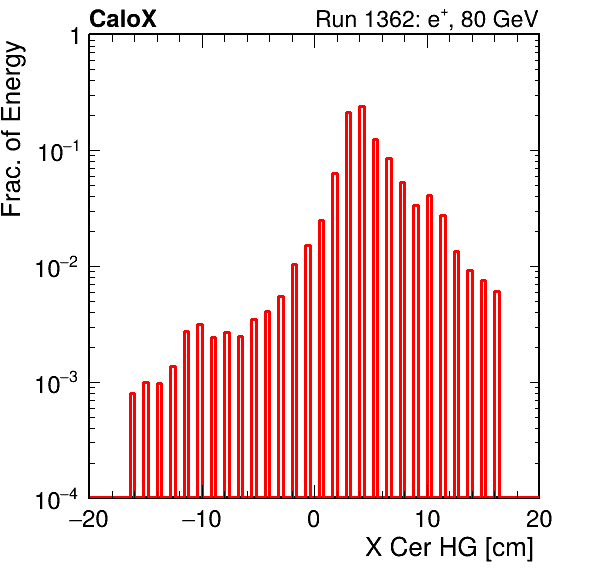 CaloX
Run 1362: e⁺, 80 GeV
Frac. of Energy
1
10⁻¹
10⁻²
10⁻³
10⁻⁴
−20
−10
0
10
20
X Cer HG [cm]